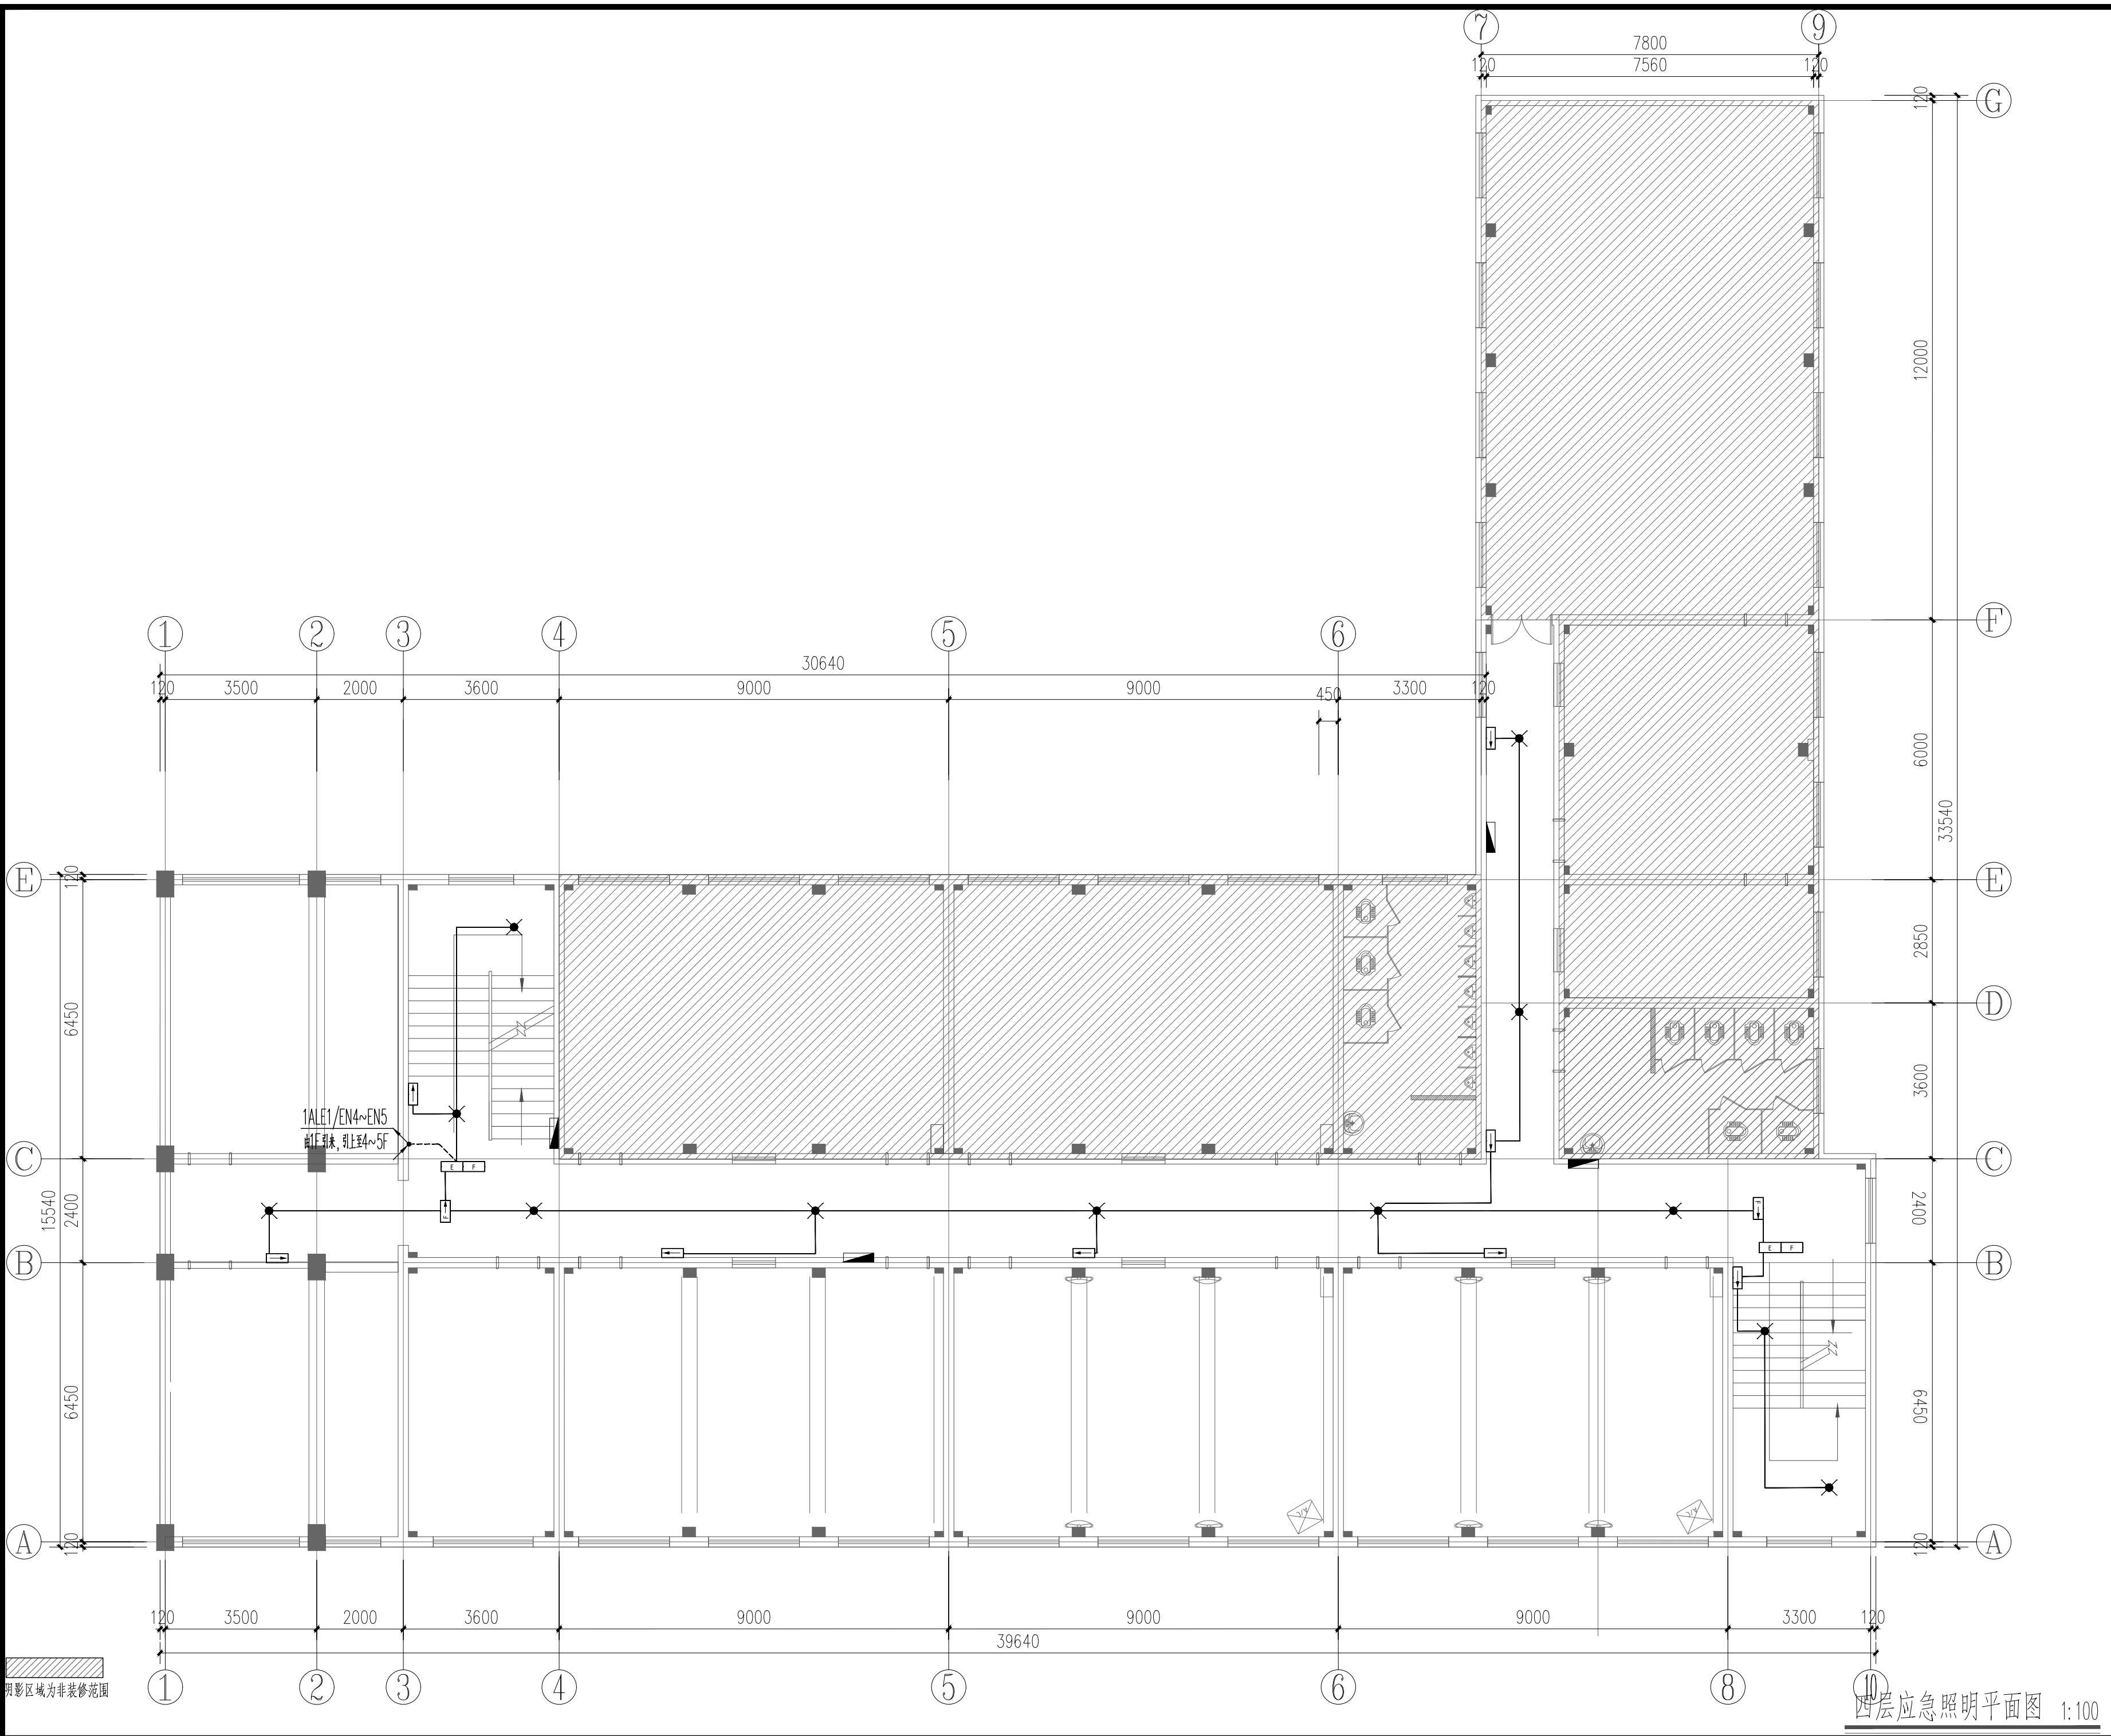 7 9
7800
120 7560 120
G
120
12000
F
1 2 3 4 5 6
30640
120 3500 2000 3600 9000 9000 450 3300 120
6000
33540
E 120 E
2850
6450
D
3600
1ALE1/EN4~EN5
由1F引来,引上至4~5F
C C
E F
15540 2400 2400
F F
E F
B B
6450 6450
A 120 120 A
120 3500 2000 3600 9000 9000 9000 3300 120
39640
阴影区域为非装修范围
1 2 3 4 5 6 8 10
四层应急照明平面图 1:100